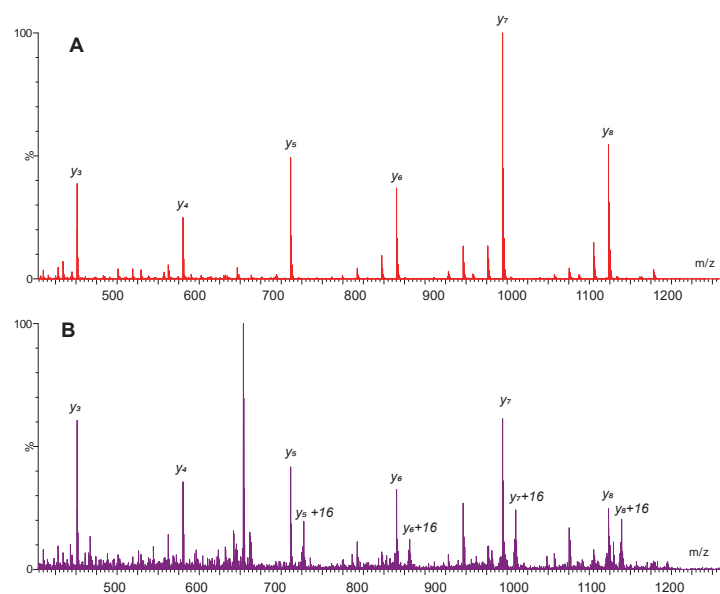 100
A
y₇
y₅
y₈
%
y₃
y₆
y₄
m/z
0
500
600
700
800
900
1000
1100
1200
100
B
y₃
y₇
%
y₅
y₄
y₆
y₈
y₇+16
y₅ +16
y₈+16
y₆+16
m/z
0
500
600
700
800
900
1000
1100
1200